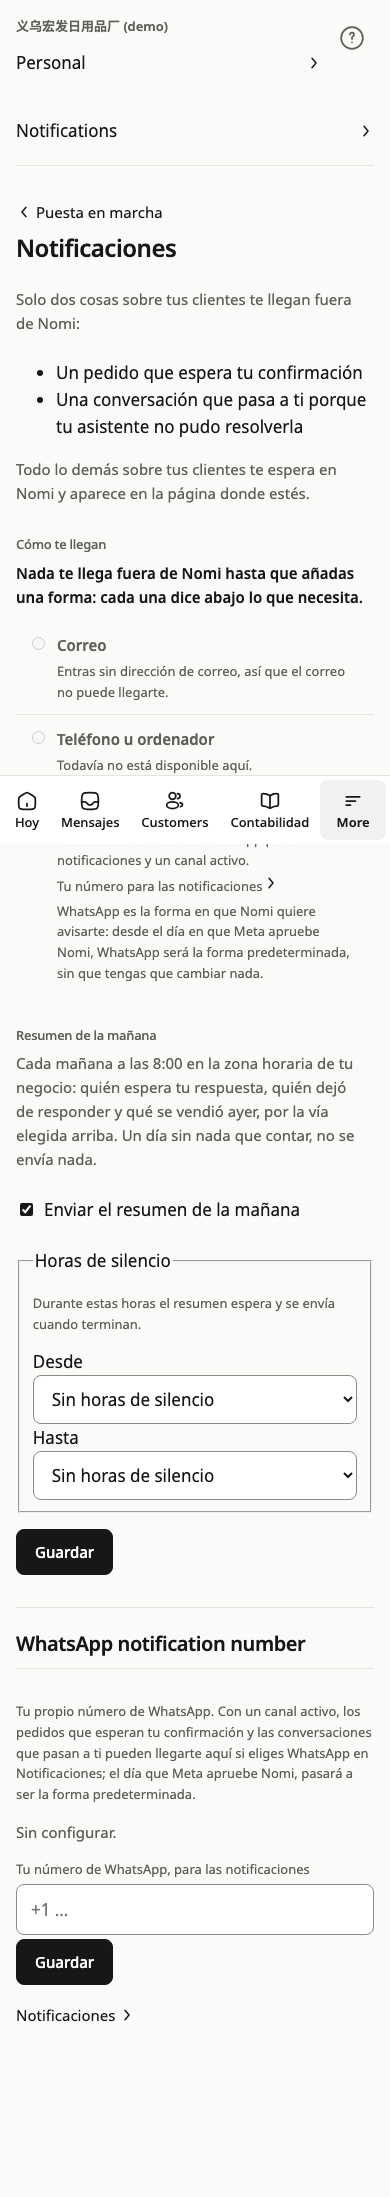 义乌宏发日用品厂 (demo)
Personal
Notifications
Puesta en marcha
Notificaciones
Solo dos cosas sobre tus clientes te llegan fuera
de Nomi:
Un pedido que espera tu confirmación
Una conversación que pasa a ti porque
tu asistente no pudo resolverla
Todo lo demás sobre tus clientes te espera en
Nomi y aparece en la página donde estés.
Cómo te llegan
Nada te llega fuera de Nomi hasta que añadas
una forma: cada una dice abajo lo que necesita.
Correo
Entras sin dirección de correo, así que el correo
no puede llegarte.
Teléfono u ordenador
Todavía no está disponible aquí.
Hoy
Mensajes
Customers
Contabilidad
More
notificaciones y un canal activo.
Tu número para las notificaciones
WhatsApp es la forma en que Nomi quiere
avisarte: desde el día en que Meta apruebe
Nomi, WhatsApp será la forma predeterminada,
sin que tengas que cambiar nada.
Resumen de la mañana
Cada mañana a las 8:00 en la zona horaria de tu
negocio: quién espera tu respuesta, quién dejó
de responder y qué se vendió ayer, por la vía
elegida arriba. Un día sin nada que contar, no se
envía nada.
Enviar el resumen de la mañana
Horas de silencio
Durante estas horas el resumen espera y se envía
cuando terminan.
Desde
Sin horas de silencio
Hasta
Sin horas de silencio
Guardar
WhatsApp notification number
Tu propio número de WhatsApp. Con un canal activo, los
pedidos que esperan tu confirmación y las conversaciones
que pasan a ti pueden llegarte aquí si eliges WhatsApp en
Notificaciones; el día que Meta apruebe Nomi, pasará a
ser la forma predeterminada.
Sin configurar.
Tu número de WhatsApp, para las notificaciones
+1 ...
Guardar
Notificaciones